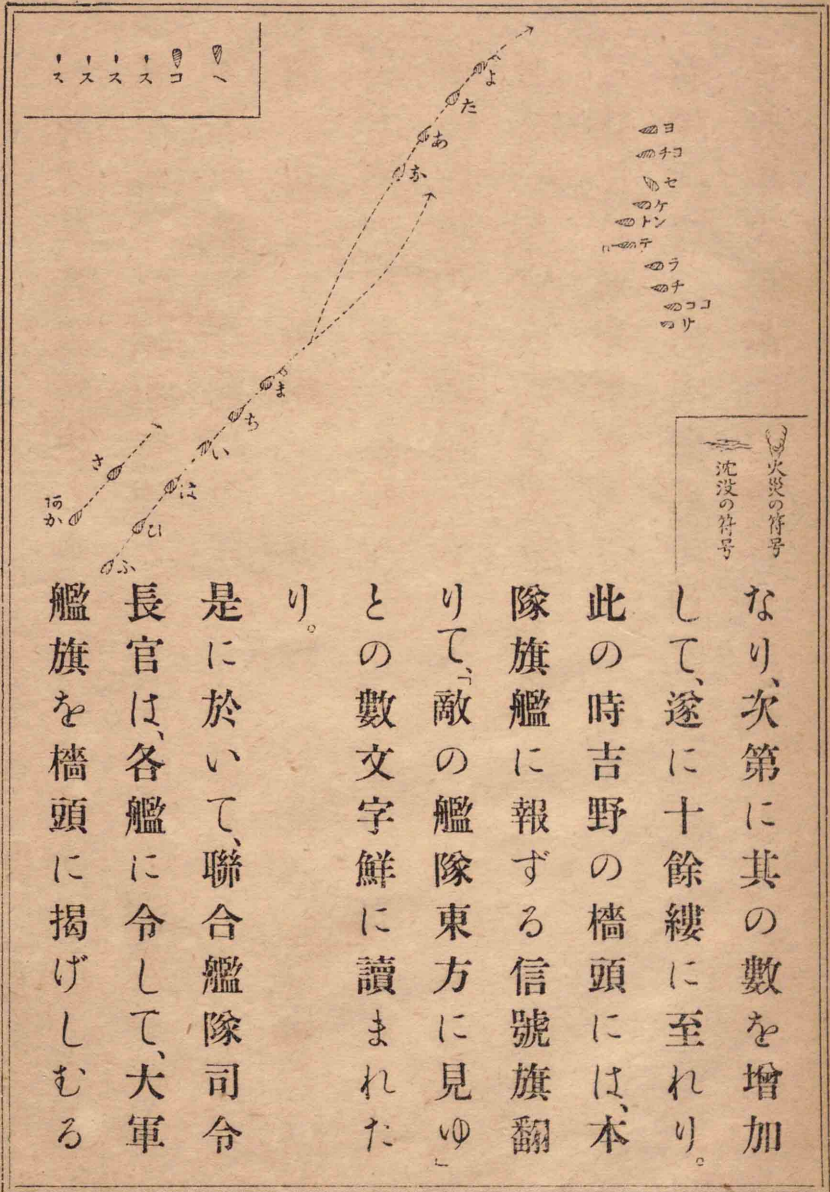 なり、次第に其の數を增加
して、遂に十餘縷に至れり。
此の時吉野の檣頭には、本
隊旗艦に報ずる信號旗翻
りて、「敵の艦隊東方に見ゆ」
との數文字鮮に讀まれた
り。
是に於いて、聯合艦隊司令
長官は、各艦に令して、大軍
艦旗を檣頭に揭げしむる
火災の符号
沈没の符号
ヨ
チコ
セ
ケ
トン
テ
ラ
チ
ココ
リ
よ
た
あ
な
ま
ち
い
は
ひ
ふ
さ
か
ヘ
コ
ス
ス
ス
ス